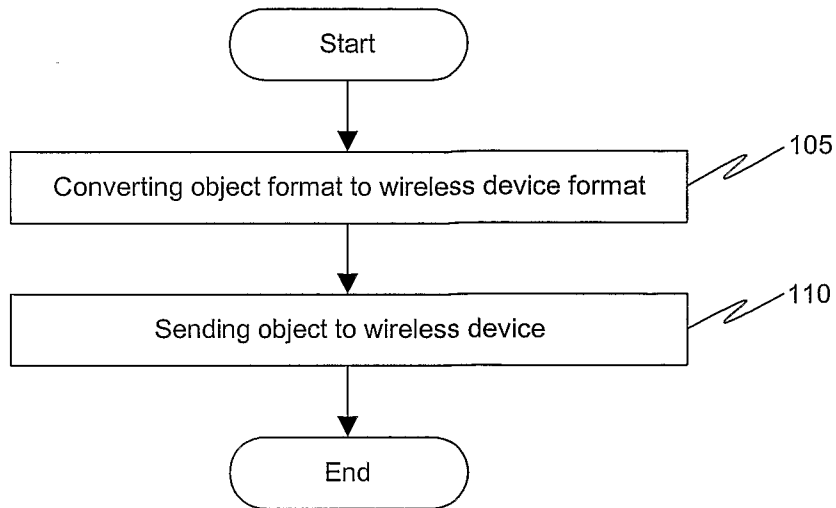 Start
Converting object format to wireless device format
105
Sending object to wireless device
110
End